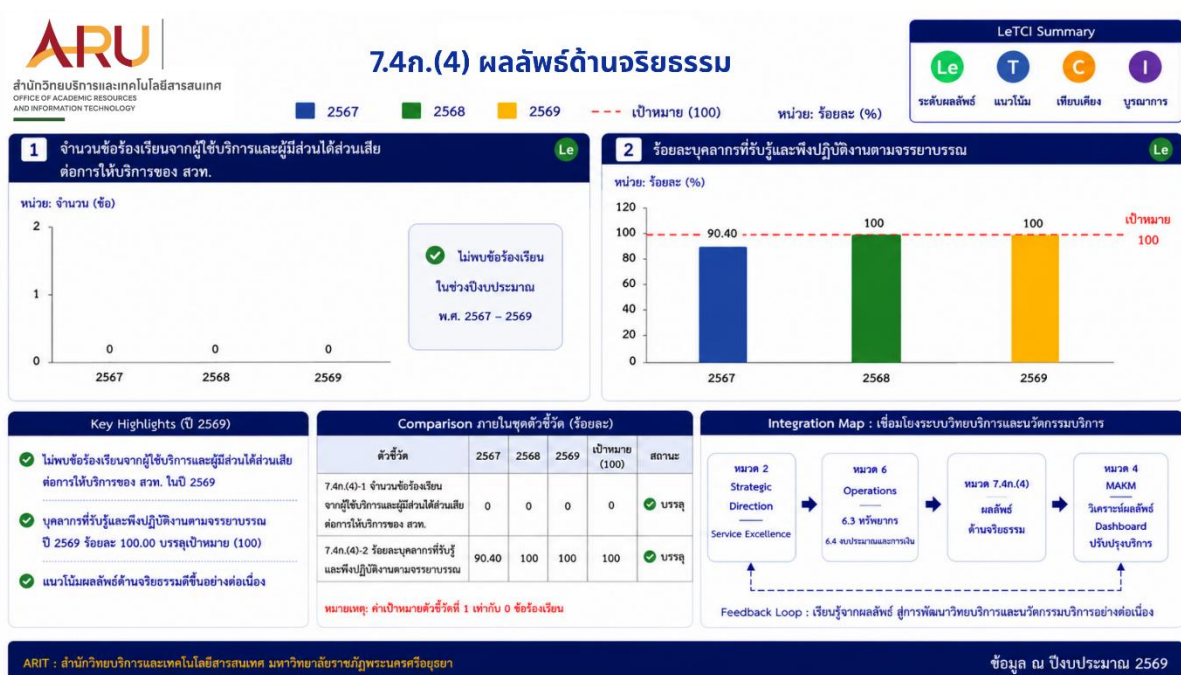 ARU
สำนักวิทยบริการและเทคโนโลยีสารสนเทศ
OFFICE OF ACADEMIC RESOURCES
AND INFORMATION TECHNOLOGY
7.4ก.(4) ผลลัพธ์ด้านจริยธรรม
2567
2568
2569
เป้าหมาย (100)
หน่วย: ร้อยละ (%)
LeTCI Summary
Le
T
C
I
ระดับผลลัพธ์
แนวโน้ม
เทียบเคียง
บูรณาการ
1
จำนวนข้อร้องเรียนจากผู้ใช้บริการและผู้มีส่วนได้ส่วนเสีย
ต่อการให้บริการของ สวท.
Le
หน่วย: จำนวน (ข้อ)
2
1
0
0
0
0
2567
2568
2569
ไม่พบข้อร้องเรียน
ในช่วงปีงบประมาณ
พ.ศ. 2567 – 2569
2
ร้อยละบุคลากรที่รับรู้และพึงปฏิบัติงานตามจรรยาบรรณ
Le
หน่วย: ร้อยละ (%)
120
100
80
60
40
20
0
90.40
100
100
เป้าหมาย
100
2567
2568
2569
Key Highlights (ปี 2569)
ไม่พบข้อร้องเรียนจากผู้ใช้บริการและผู้มีส่วนได้ส่วนเสีย
ต่อการให้บริการของ สวท. ในปี 2569
บุคลากรที่รับรู้และพึงปฏิบัติงานตามจรรยาบรรณ
ปี 2569 ร้อยละ 100.00 บรรลุเป้าหมาย (100)
แนวโน้มผลลัพธ์ด้านจริยธรรมดีขึ้นอย่างต่อเนื่อง
Comparison ภายในชุดตัวชี้วัด (ร้อยละ)
ตัวชี้วัด 2567 2568 2569 เป้าหมาย (100) สถานะ
7.4ก.(4)-1 จำนวนข้อร้องเรียน
จากผู้ใช้บริการและผู้มีส่วนได้ส่วนเสีย 0 0 0 0 บรรลุ
ต่อการให้บริการของ สวท.
7.4ก.(4)-2 ร้อยละบุคลากรที่รับรู้
และพึงปฏิบัติงานตามจรรยาบรรณ 90.40 100 100 100 บรรลุ
หมายเหตุ: ค่าเป้าหมายตัวชี้วัดที่ 1 เท่ากับ 0 ข้อร้องเรียน
Integration Map : เชื่อมโยงระบบวิทยบริการและนวัตกรรมบริการ
หมวด 2
Strategic
Direction
Service Excellence
หมวด 6
Operations
6.3 ทรัพยากร
6.4 งบประมาณและการเงิน
หมวด 7.4ก.(4)
ผลลัพธ์
ด้านจริยธรรม
หมวด 4
MAKM
วิเคราะห์ผลลัพธ์
Dashboard
ปรับปรุงบริการ
Feedback Loop : เรียนรู้จากผลลัพธ์ สู่การพัฒนาวิทยบริการและนวัตกรรมบริการอย่างต่อเนื่อง
ARIT : สำนักวิทยบริการและเทคโนโลยีสารสนเทศ มหาวิทยาลัยราชภัฏพระนครศรีอยุธยา
ข้อมูล ณ ปีงบประมาณ 2569